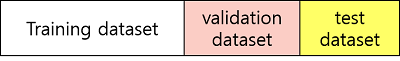 Training dataset
validation
dataset
test
dataset